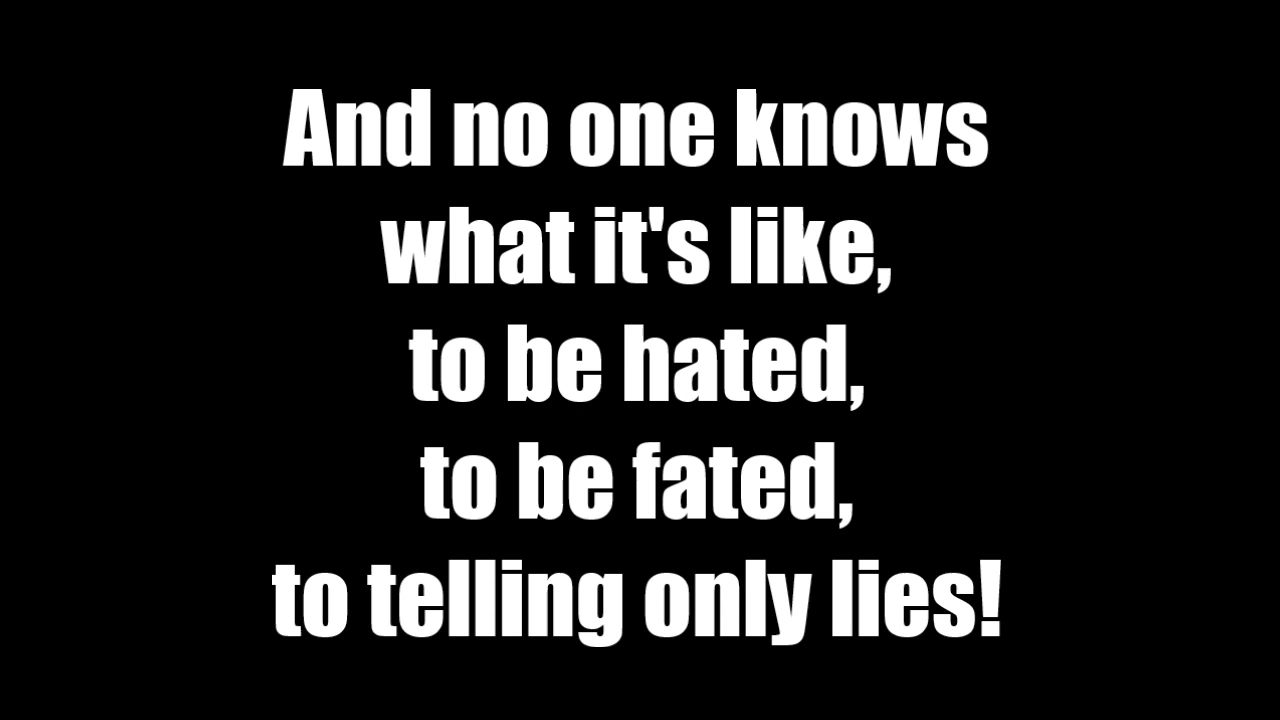 And no one knows
what it's like,
to be hated,
to be fated,
to telling only lies!